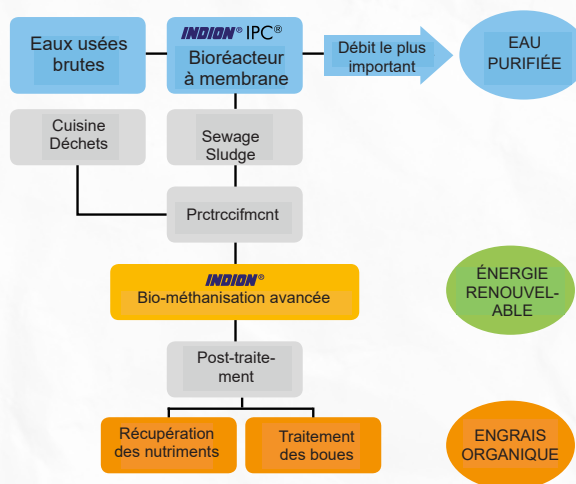 Eaux usées
brutes
INDION® IPC®
Bioréacteur
à membrane
Débit le plus
important
EAU
PURIFIÉE
Cuisine
Déchets
Sewage
Sludge
Prctrccifmcnt
INDION®
Bio-méthanisation avancée
ÉNERGIE
RENOUVEL-
ABLE
Post-traite-
ment
Récupération
des nutriments
Traitement
des boues
ENGRAIS
ORGANIQUE